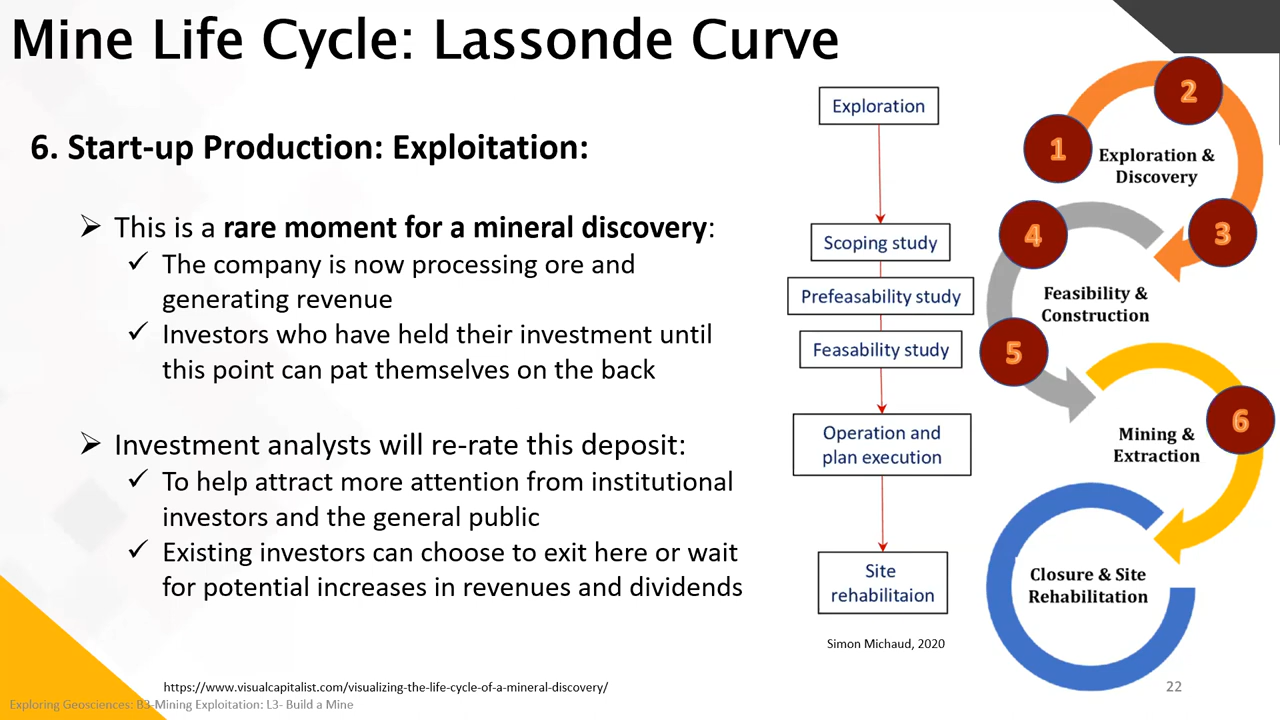 Mine Life Cycle: Lassonde Curve
6. Start-up Production: Exploitation:
This is a rare moment for a mineral discovery:
The company is now processing ore and
generating revenue
Investors who have held their investment until
this point can pat themselves on the back
Investment analysts will re-rate this deposit:
To help attract more attention from institutional
investors and the general public
Existing investors can choose to exit here or wait
for potential increases in revenues and dividends
https://www.visualcapitalist.com/visualizing-the-life-cycle-of-a-mineral-discovery/
Exploring Geosciences: B3-Mining Exploitation: L3- Build a Mine
Exploration
Scoping study
Prefeasability study
Feasability study
Operation and
plan execution
Site
rehabilitaion
Simon Michaud, 2020
1
2
Exploration &
Discovery
3
4
Feasibility &
Construction
5
Mining &
Extraction
6
Closure & Site
Rehabilitation
22